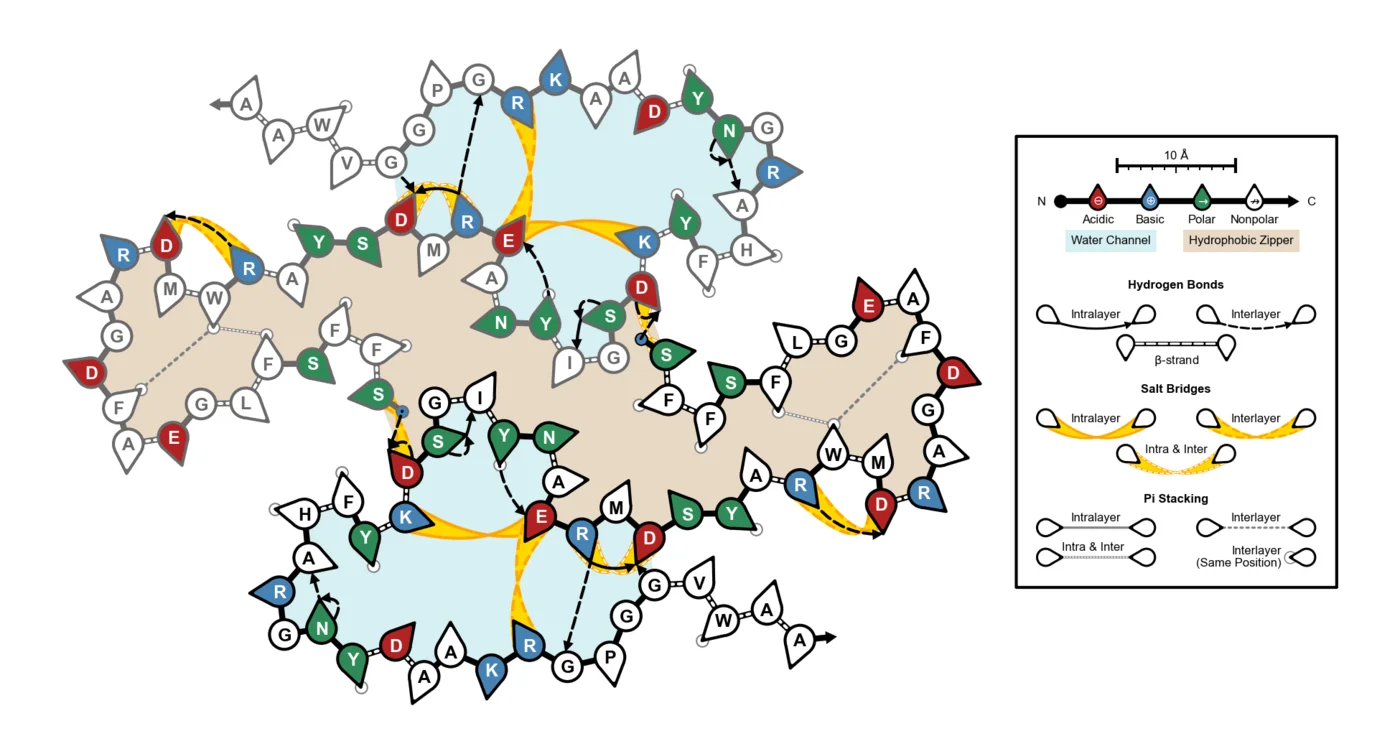 S F F S F L G E A F D G A R D M W R A Y S D M R E A N Y I G S D K Y F H A R G N Y D A A K R G P G G V W A A
S F F S F L G E A F D G A R D M W R A Y S D M R E A N Y I G S D K Y F H A R G N Y D A A K R G P G G V W A A
10 Å
N C
Acidic Basic Polar Nonpolar
Water Channel Hydrophobic Zipper
Hydrogen Bonds
Intralayer Interlayer
β-strand
Salt Bridges
Intralayer Interlayer
Intra & Inter
Pi Stacking
Intralayer Interlayer
Intra & Inter Interlayer
(Same Position)